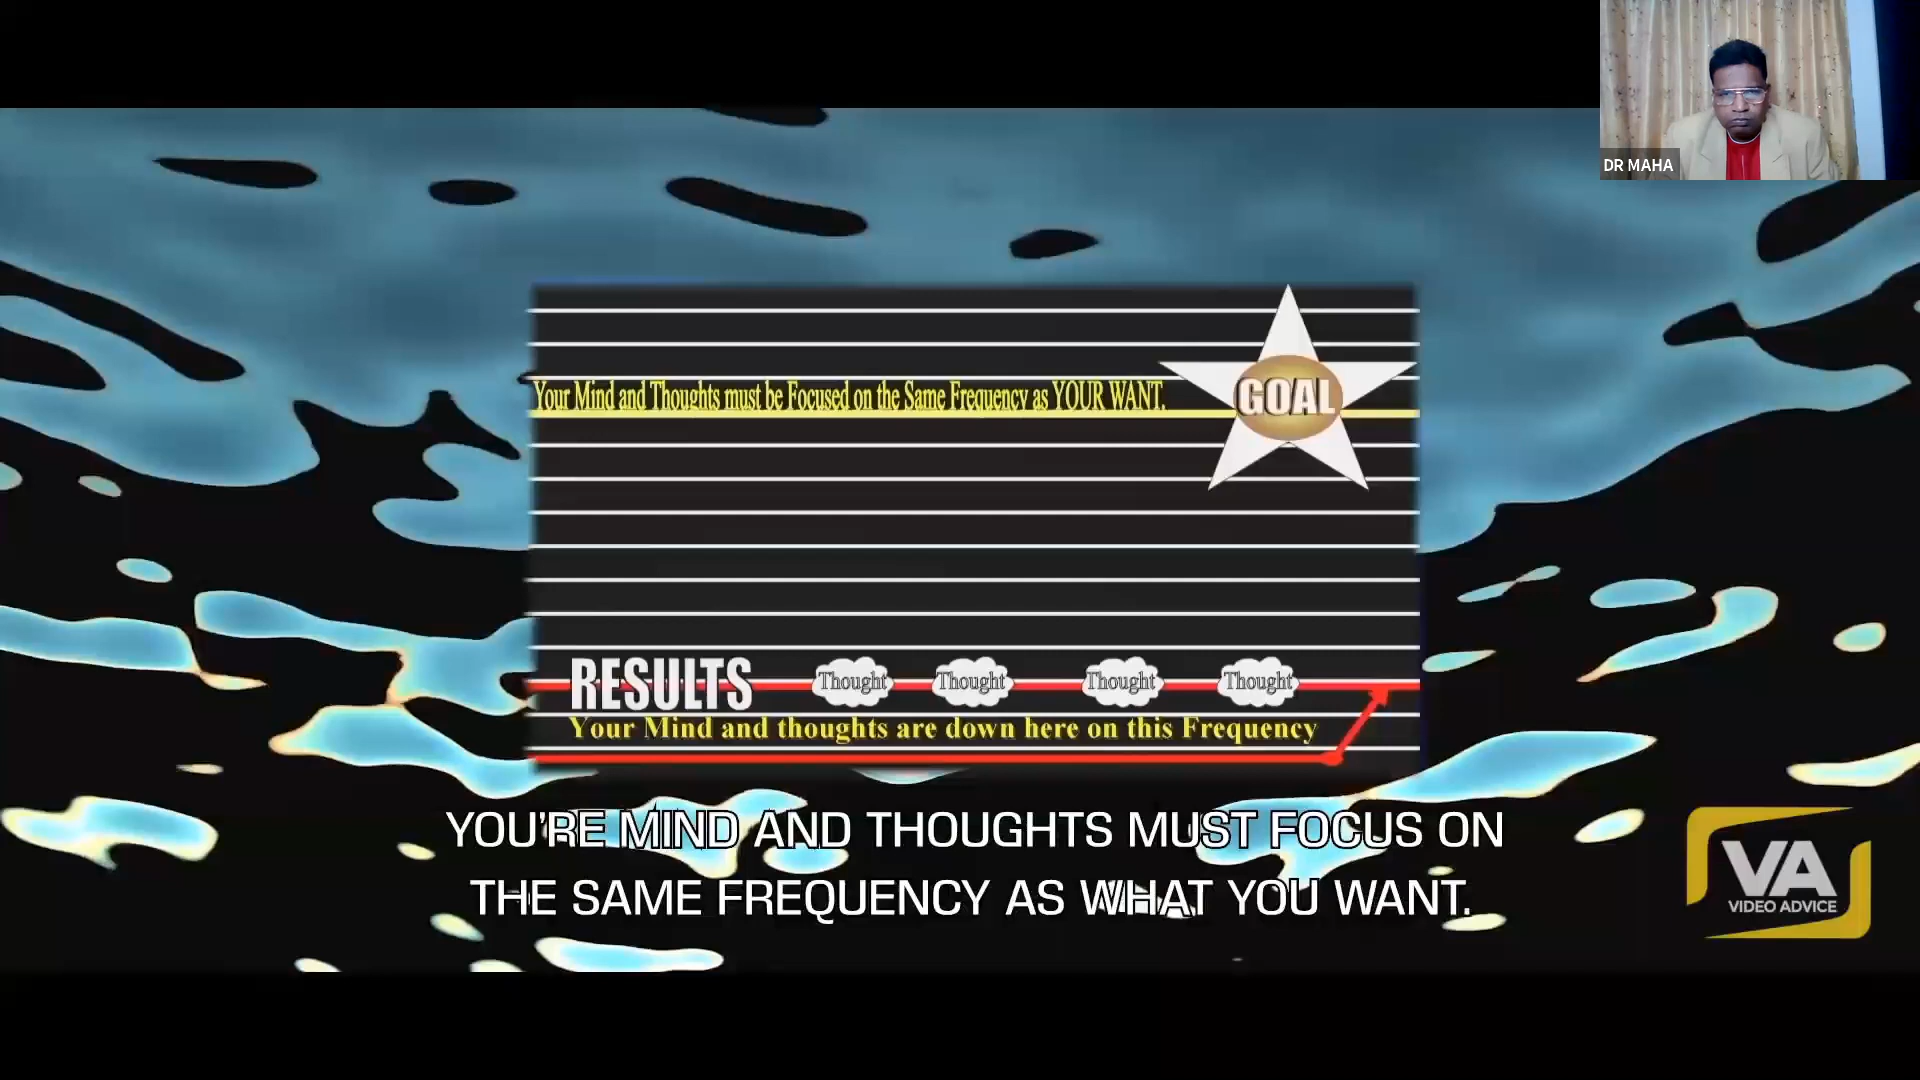 DR MAHA
Your Mind and Thoughts must be Focused on the Same Frequency as YOUR WANT.
GOAL
RESULTS
Thought
Thought
Thought
Thought
Your Mind and thoughts are down here on this Frequency
YOU'RE MIND AND THOUGHTS MUST FOCUS ON
THE SAME FREQUENCY AS WHAT YOU WANT.
VA
VIDEO ADVICE